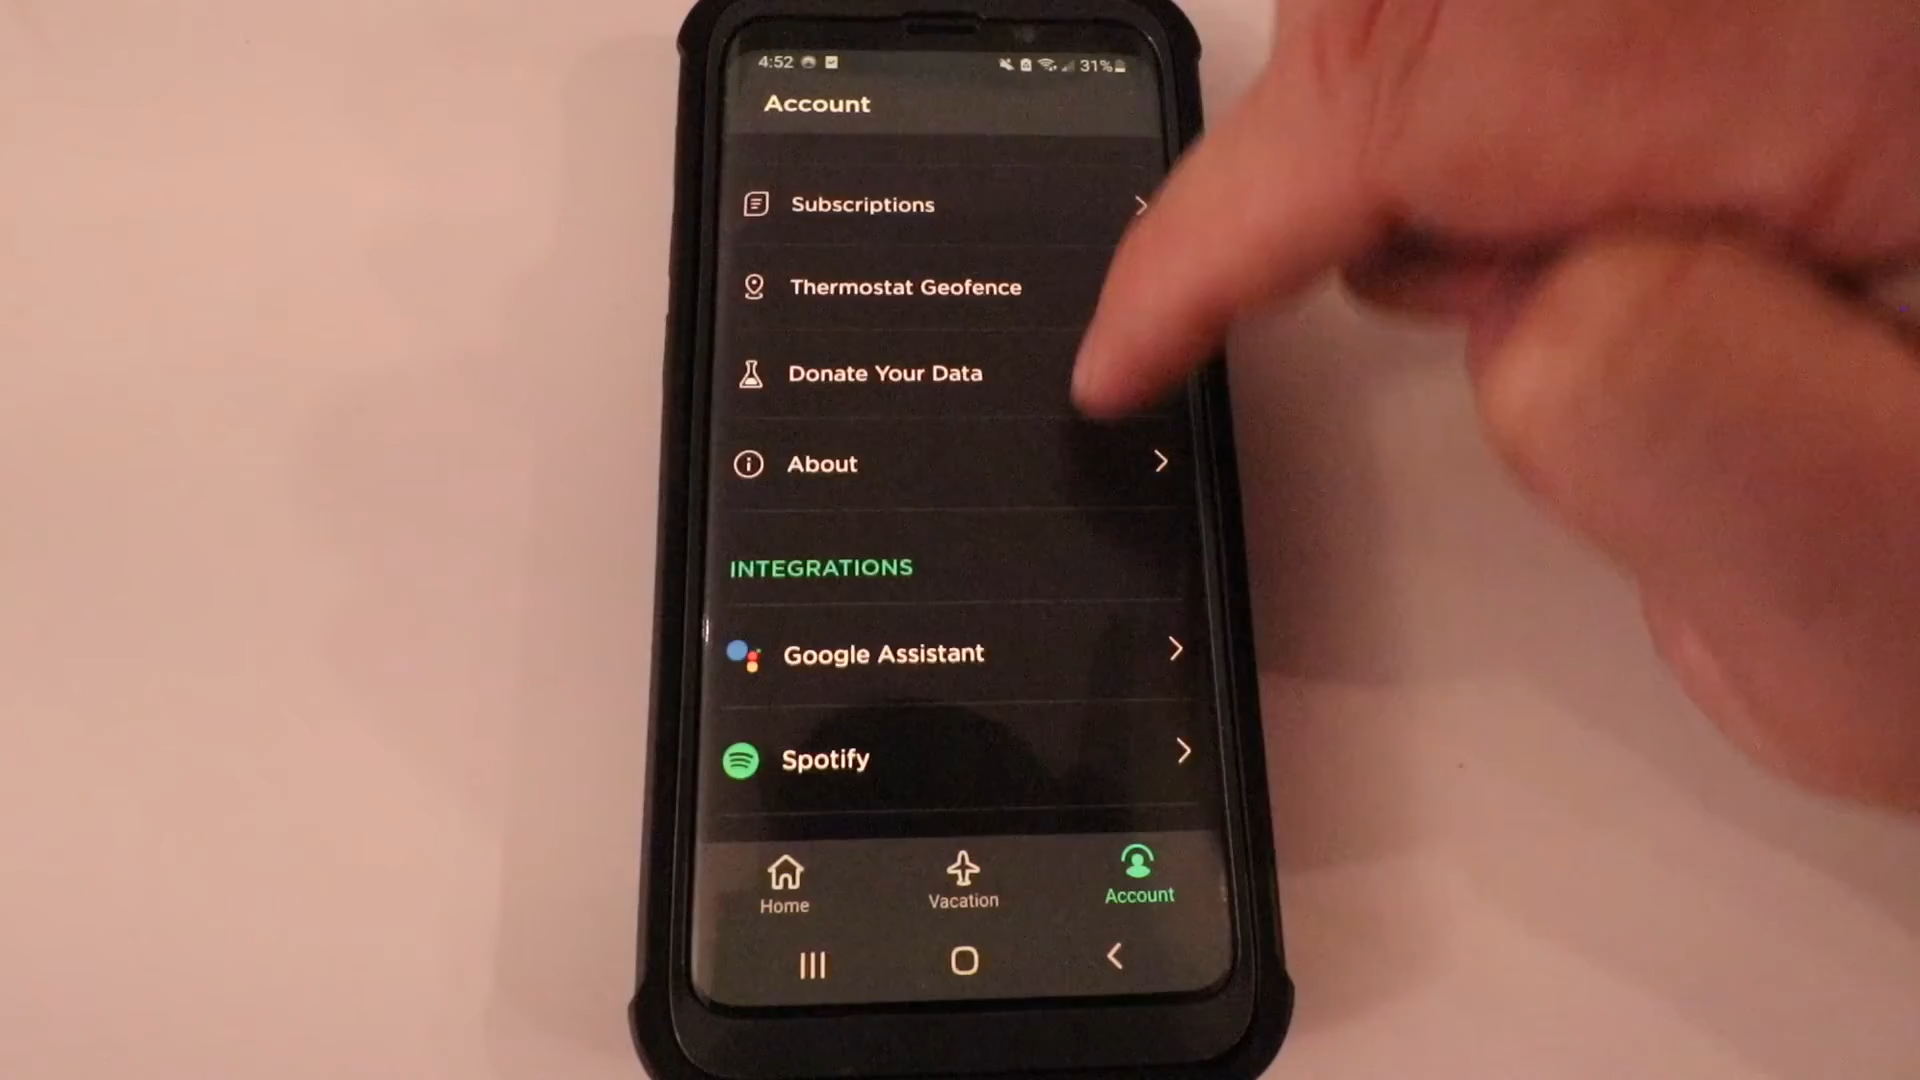 4:52 31%
Account
Subscriptions
Thermostat Geofence
Donate Your Data
About
INTEGRATIONS
Google Assistant
Spotify
Home Vacation Account